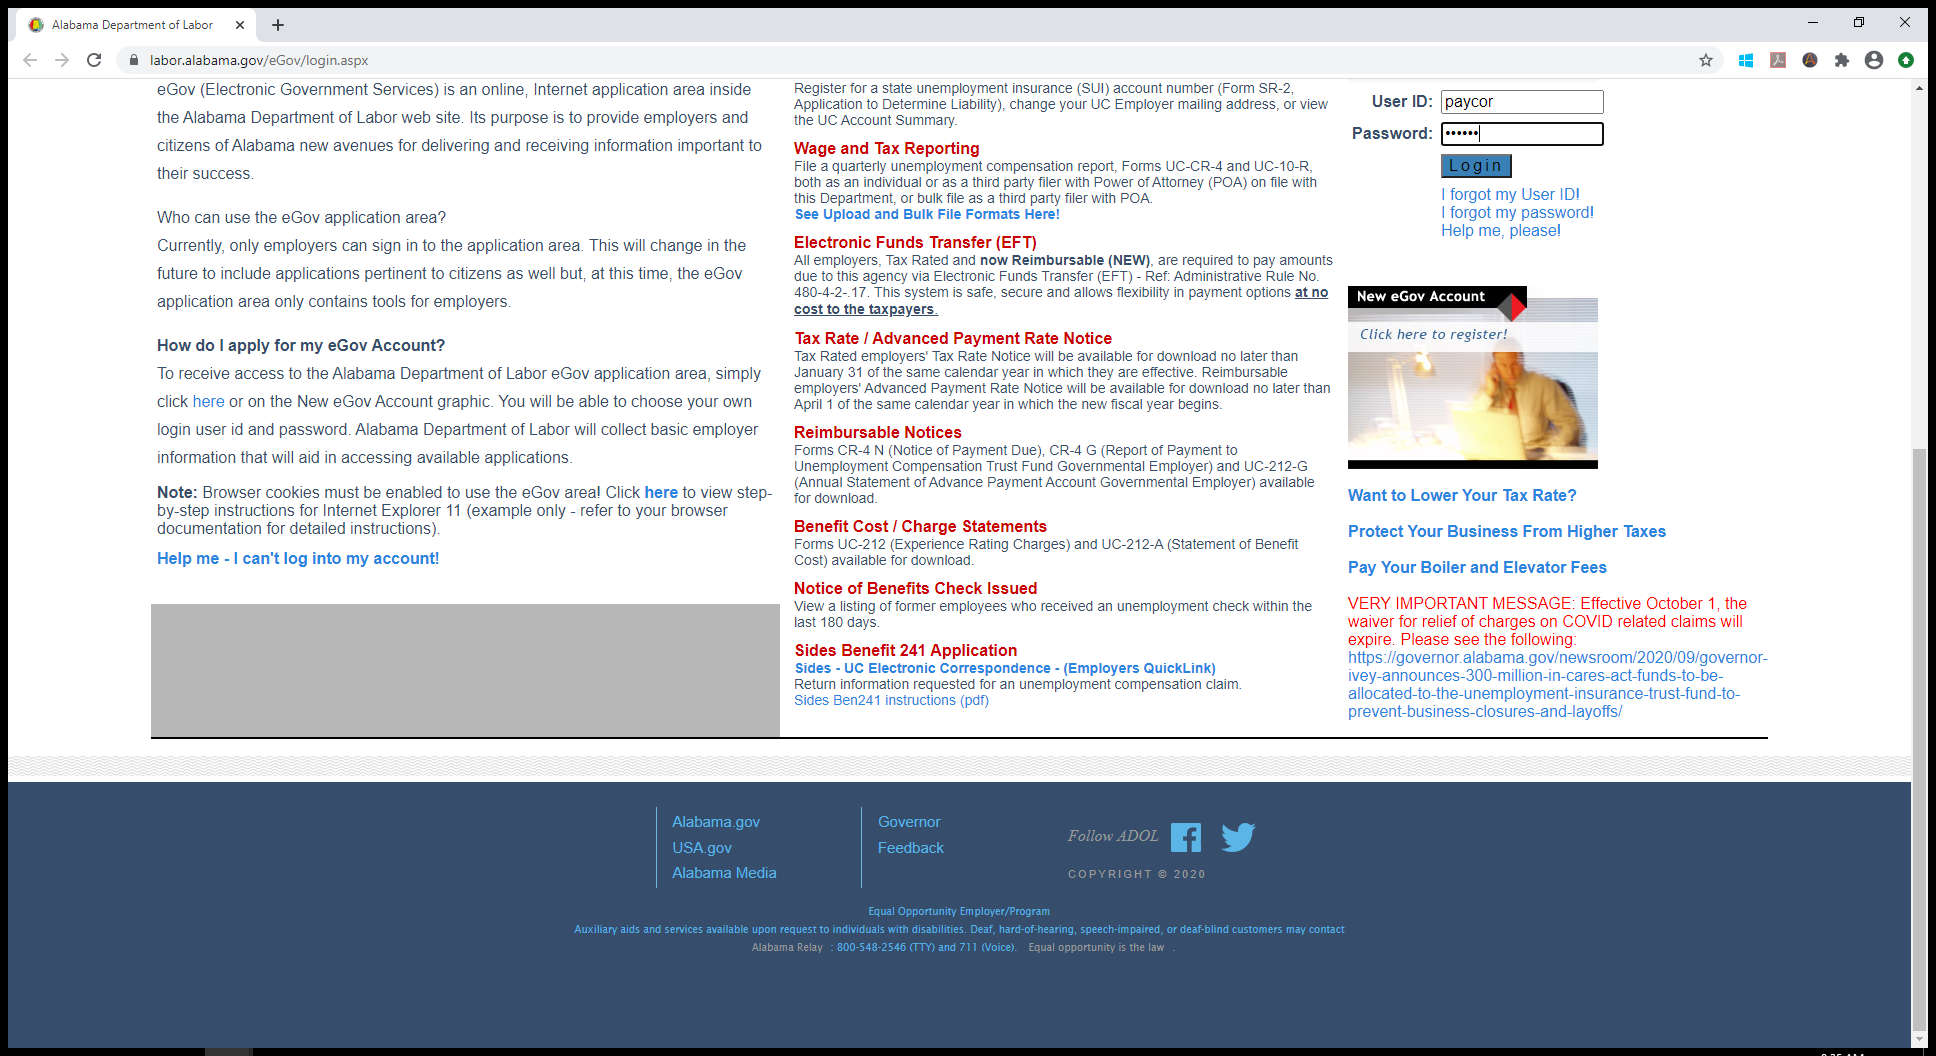 Alabama Department of Labor
labor.alabama.gov/eGov/login.aspx
eGov (Electronic Government Services) is an online, Internet application area inside
the Alabama Department of Labor web site. Its purpose is to provide employers and
citizens of Alabama new avenues for delivering and receiving information important to
their success.
Who can use the eGov application area?
Currently, only employers can sign in to the application area. This will change in the
future to include applications pertinent to citizens as well but, at this time, the eGov
application area only contains tools for employers.
How do I apply for my eGov Account?
To receive access to the Alabama Department of Labor eGov application area, simply
click here or on the New eGov Account graphic. You will be able to choose your own
login user id and password. Alabama Department of Labor will collect basic employer
information that will aid in accessing available applications.
Note: Browser cookies must be enabled to use the eGov area! Click here to view step-
by-step instructions for Internet Explorer 11 (example only - refer to your browser
documentation for detailed instructions).
Help me - I can't log into my account!
Register for a state unemployment insurance (SUI) account number (Form SR-2,
Application to Determine Liability), change your UC Employer mailing address, or view
the UC Account Summary.
Wage and Tax Reporting
File a quarterly unemployment compensation report, Forms UC-CR-4 and UC-10-R,
both as an individual or as a third party filer with Power of Attorney (POA) on file with
this Department, or bulk file as a third party filer with POA.
See Upload and Bulk File Formats Here!
Electronic Funds Transfer (EFT)
All employers, Tax Rated and now Reimbursable (NEW), are required to pay amounts
due to this agency via Electronic Funds Transfer (EFT) - Ref: Administrative Rule No.
480-4-2-.17. This system is safe, secure and allows flexibility in payment options at no
cost to the taxpayers.
Tax Rate / Advanced Payment Rate Notice
Tax Rated employers' Tax Rate Notice will be available for download no later than
January 31 of the same calendar year in which they are effective. Reimbursable
employers' Advanced Payment Rate Notice will be available for download no later than
April 1 of the same calendar year in which the new fiscal year begins.
Reimbursable Notices
Forms CR-4 N (Notice of Payment Due), CR-4 G (Report of Payment to
Unemployment Compensation Trust Fund Governmental Employer) and UC-212-G
(Annual Statement of Advance Payment Account Governmental Employer) available
for download.
Benefit Cost / Charge Statements
Forms UC-212 (Experience Rating Charges) and UC-212-A (Statement of Benefit
Cost) available for download.
Notice of Benefits Check Issued
View a listing of former employees who received an unemployment check within the
last 180 days.
Sides Benefit 241 Application
Sides - UC Electronic Correspondence - (Employers QuickLink)
Return information requested for an unemployment compensation claim.
Sides Ben241 instructions (pdf)
User ID: paycor
Password: ••••••
Login
I forgot my User ID!
I forgot my password!
Help me, please!
New eGov Account
Click here to register!
Want to Lower Your Tax Rate?
Protect Your Business From Higher Taxes
Pay Your Boiler and Elevator Fees
VERY IMPORTANT MESSAGE: Effective October 1, the
waiver for relief of charges on COVID related claims will
expire. Please see the following:
https://governor.alabama.gov/newsroom/2020/09/governor-
ivey-announces-300-million-in-cares-act-funds-to-be-
allocated-to-the-unemployment-insurance-trust-fund-to-
prevent-business-closures-and-layoffs/
Alabama.gov
USA.gov
Alabama Media
Governor
Feedback
Follow ADOL
COPYRIGHT © 2020
Equal Opportunity Employer/Program
Auxiliary aids and services available upon request to individuals with disabilities. Deaf, hard-of-hearing, speech-impaired, or deaf-blind customers may contact
Alabama Relay : 800-548-2546 (TTY) and 711 (Voice). Equal opportunity is the law .